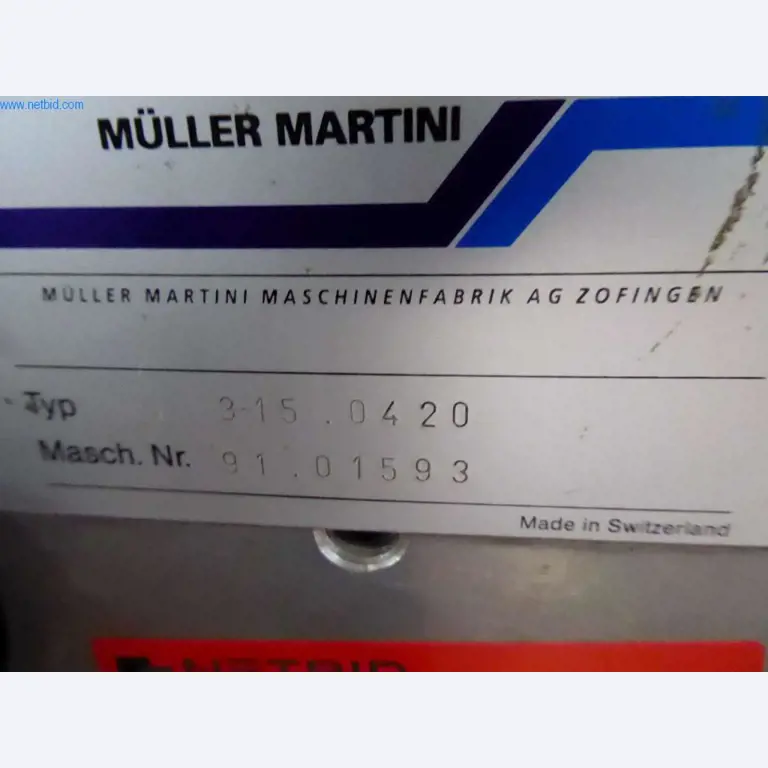 www.netbid.com
MÜLLER MARTINI
MÜLLER MARTINI MASCHINENFABRIK AG ZOFINGEN
Typ 3-15.0420
Masch. Nr. 91.01593
Made in Switzerland
NETBID